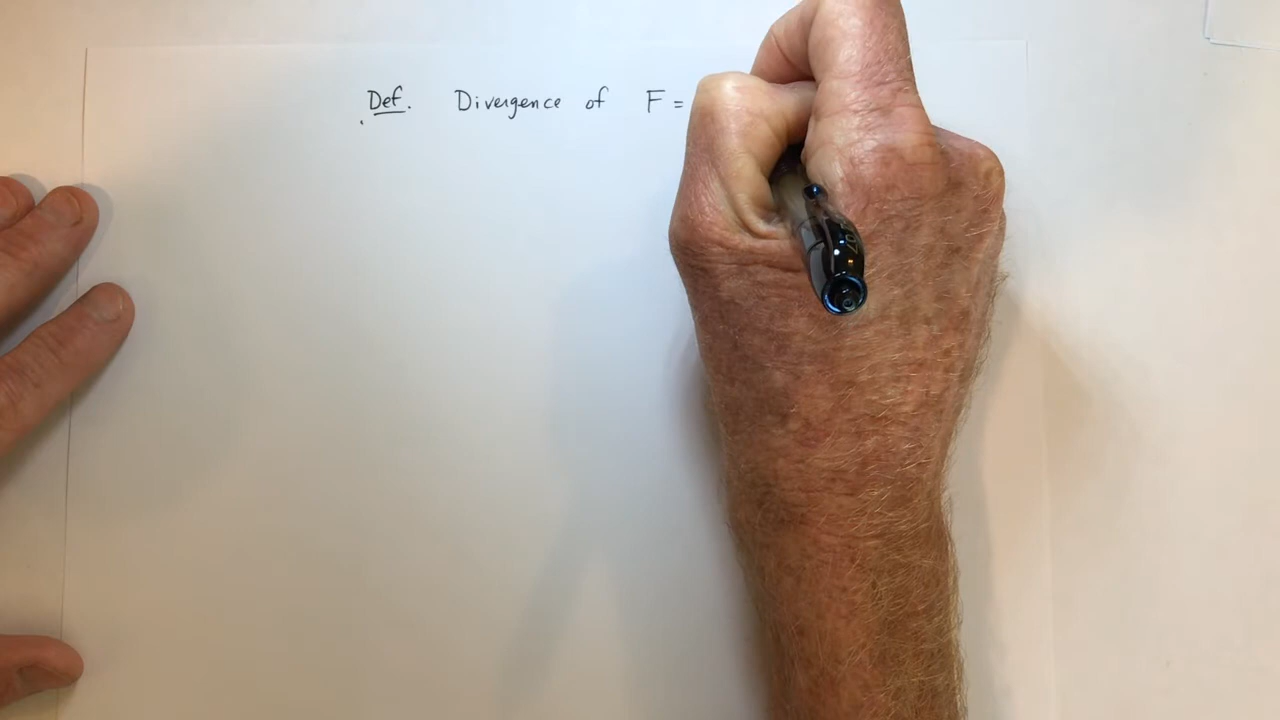 Def. Divergence of F =